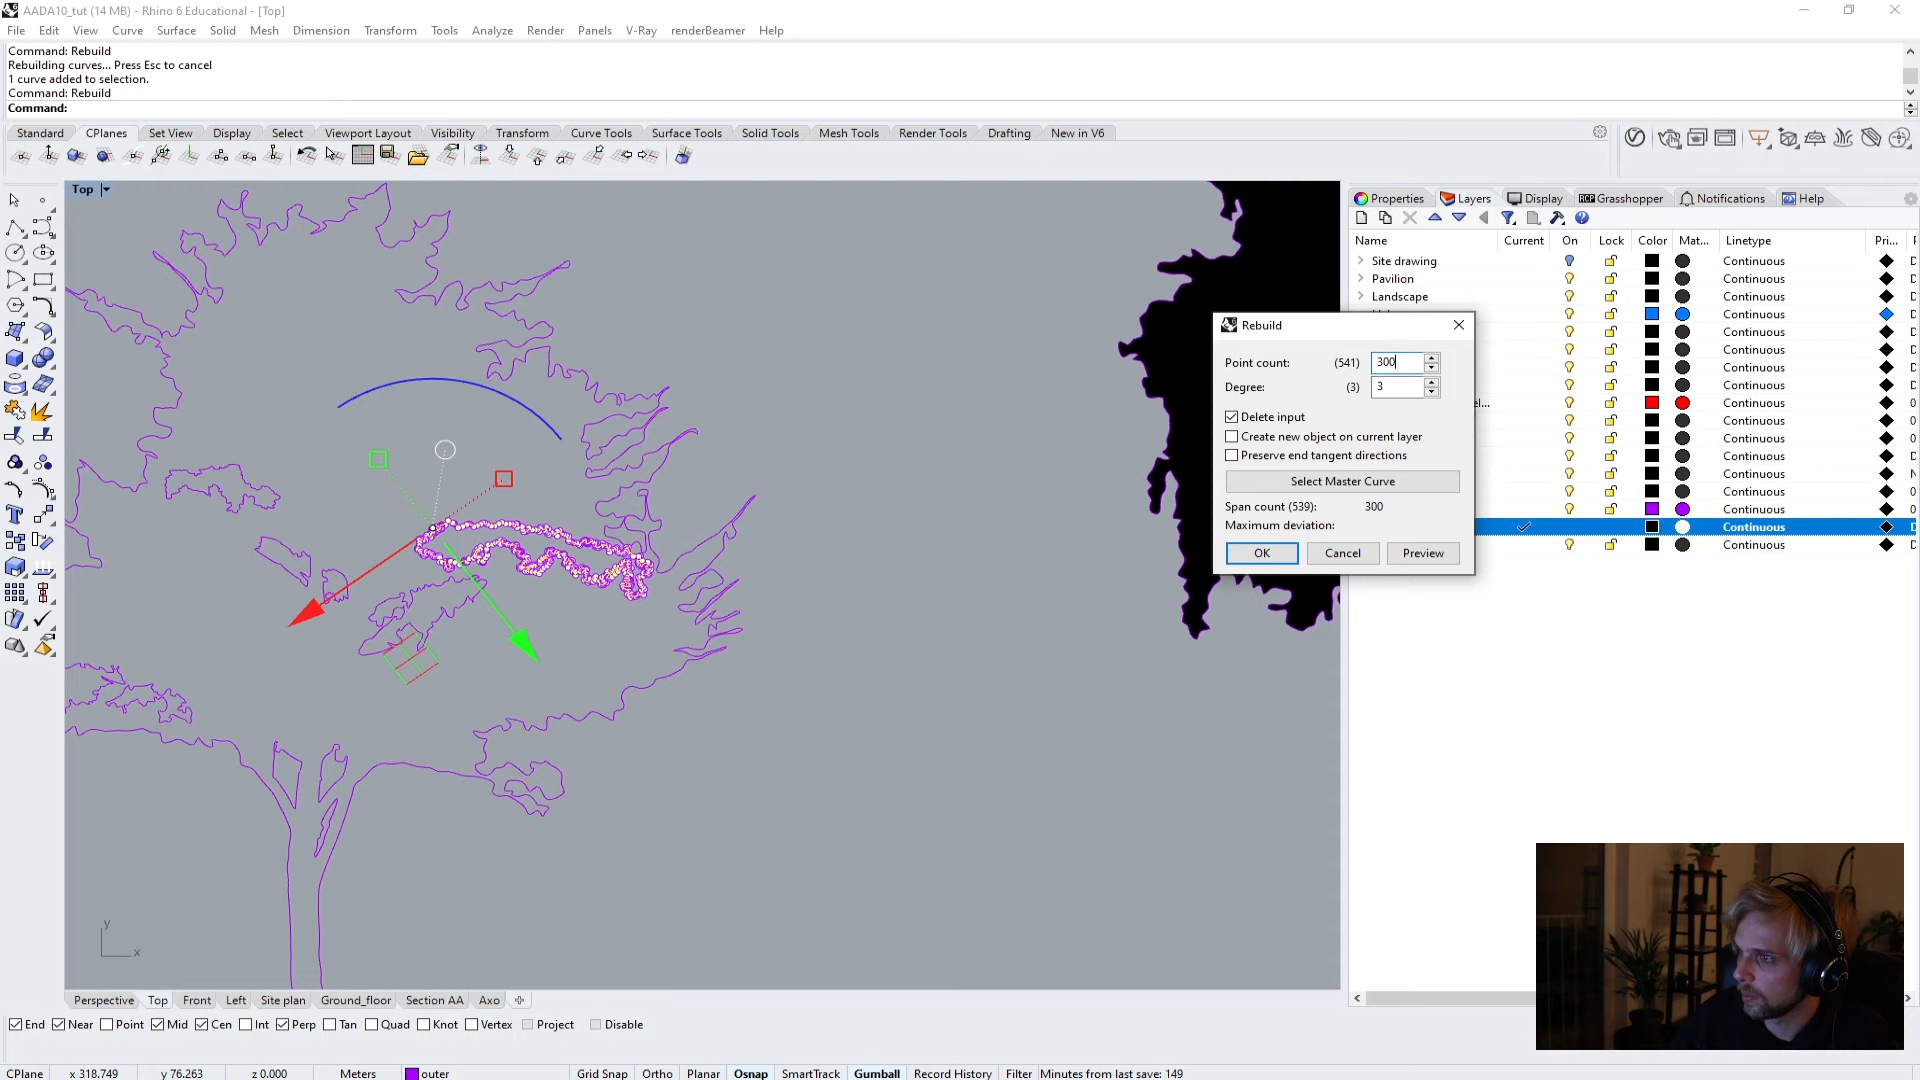 AADA10_tut (14 MB) - Rhino 6 Educational - [Top]
File Edit View Curve Surface Solid Mesh Dimension Transform Tools Analyze Render Panels V-Ray renderBeamer Help
Command: Rebuild
Rebuilding curves... Press Esc to cancel
1 curve added to selection.
Command: Rebuild
Command:
Standard CPlanes Set View Display Select Viewport Layout Visibility Transform Curve Tools Surface Tools Solid Tools Mesh Tools Render Tools Drafting New in V6
Top
Properties Layers Display Grasshopper Notifications Help
Name Current On Lock Color Mat... Linetype Pri...
Site drawing Continuous
Pavilion Continuous
Landscape Continuous
Continuous
Continuous
Continuous
Continuous
Continuous
el... Continuous
Continuous
Continuous
Continuous
Continuous
Continuous
Continuous
Continuous
Continuous
Rebuild
Point count: (541) 300
Degree: (3) 3
Delete input
Create new object on current layer
Preserve end tangent directions
Select Master Curve
Span count (539): 300
Maximum deviation:
OK Cancel Preview
y
x
Perspective Top Front Left Site plan Ground_floor Section AA Axo
End Near Point Mid Cen Int Perp Tan Quad Knot Vertex Project Disable
CPlane x 318.749 y 76.263 z 0.000 Meters outer Grid Snap Ortho Planar Osnap SmartTrack Gumball Record History Filter Minutes from last save: 149